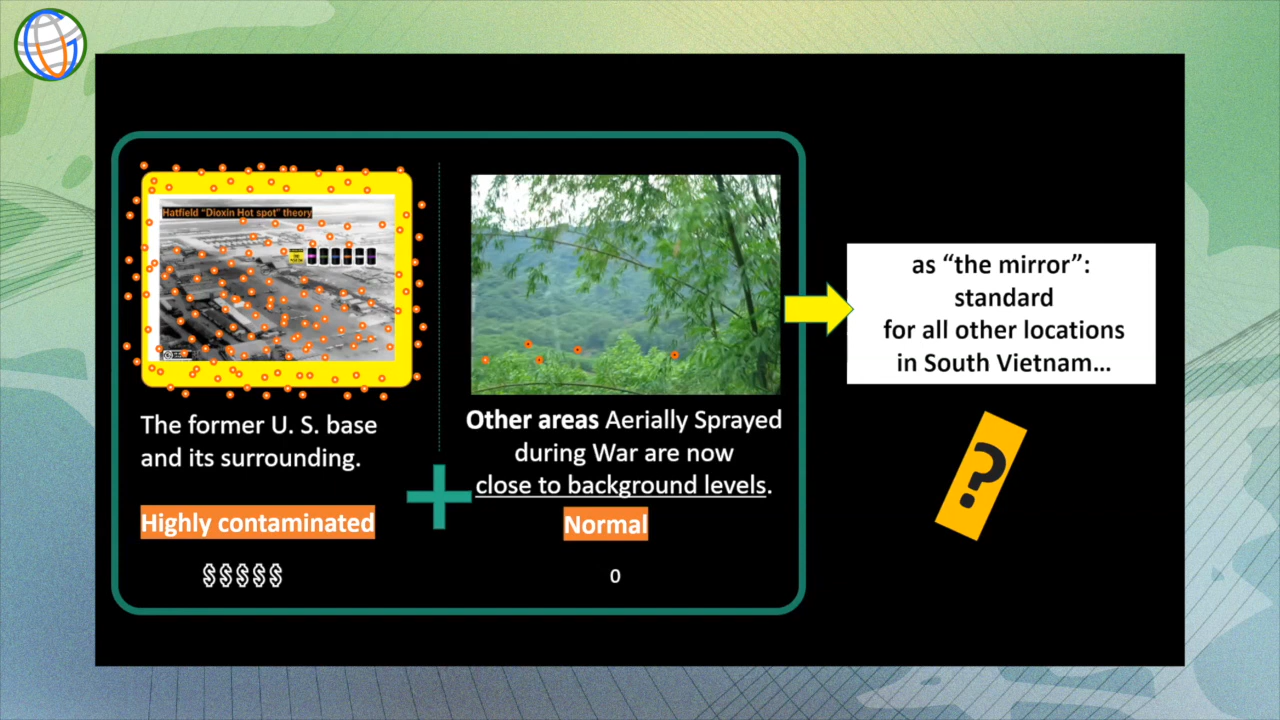 Hatfield "Dioxin Hot spot" theory
The former U. S. base
and its surrounding.
Highly contaminated
$$$$$
Other areas Aerially Sprayed
during War are now
close to background levels.
Normal
0
as “the mirror”:
standard
for all other locations
in South Vietnam...
?